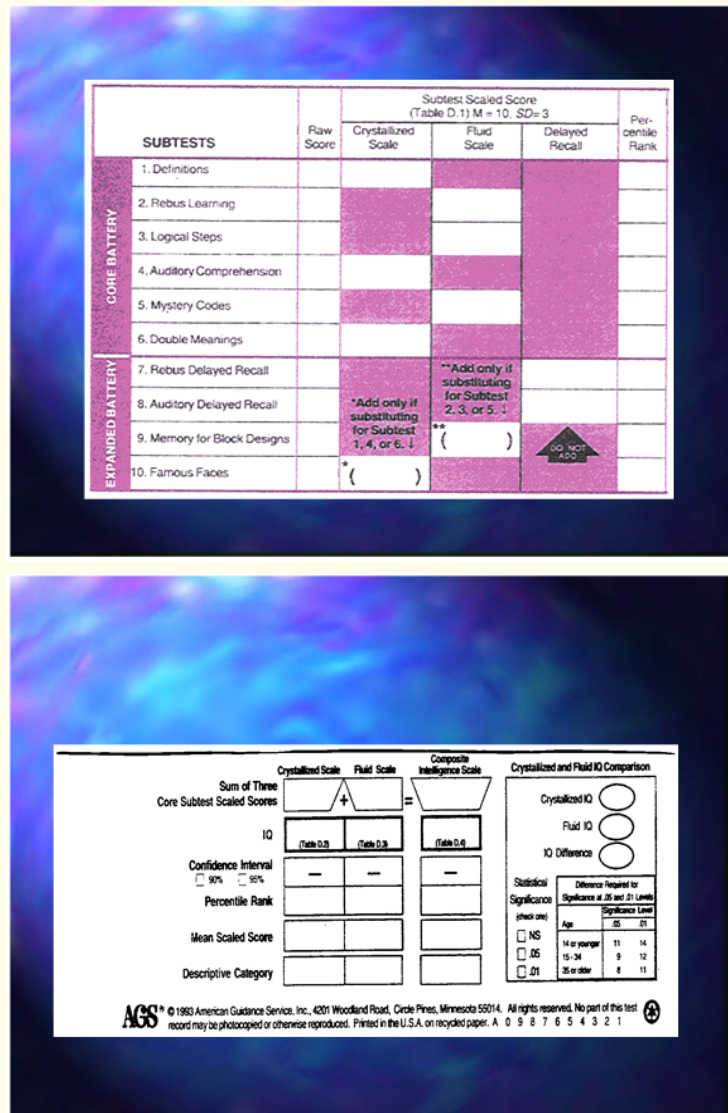 Subtest Scaled Score
(Table D.1) M = 10, SD = 3
SUBTESTS
Raw Score
Crystallized Scale
Fluid Scale
Delayed Recall
Per-centile Rank
CORE BATTERY
1. Definitions
2. Rebus Learning
3. Logical Steps
4. Auditory Comprehension
5. Mystery Codes
6. Double Meanings
EXPANDED BATTERY
7. Rebus Delayed Recall
8. Auditory Delayed Recall
9. Memory for Block Designs
10. Famous Faces
*Add only if
substituting
for Subtest
1, 4, or 6. ↓
* ( )
**Add only if
substituting
for Subtest
2, 3, or 5. ↓
** ( )
DO NOT
ADD
Crystallized Scale
Fluid Scale
Composite
Intelligence Scale
Sum of Three
Core Subtest Scaled Scores
+
=
IQ
(Table D.2)
(Table D.3)
(Table D.4)
Confidence Interval
90% 95%
— — —
Percentile Rank
Mean Scaled Score
Descriptive Category
Crystallized and Fluid IQ Comparison
Crystallized IQ
Fluid IQ
IQ Difference
Statistical
Significance
(check one)
NS
.05
.01
Difference Required for
Significance at .05 and .01 Levels
Significance Level
Age .05 .01
14 or younger 11 14
15 - 34 9 12
35 or older 8 11
AGS® © 1993 American Guidance Service, Inc., 4201 Woodland Road, Circle Pines, Minnesota 55014. All rights reserved. No part of this test
record may be photocopied or otherwise reproduced. Printed in the U.S.A. on recycled paper. A 0 9 8 7 6 5 4 3 2 1